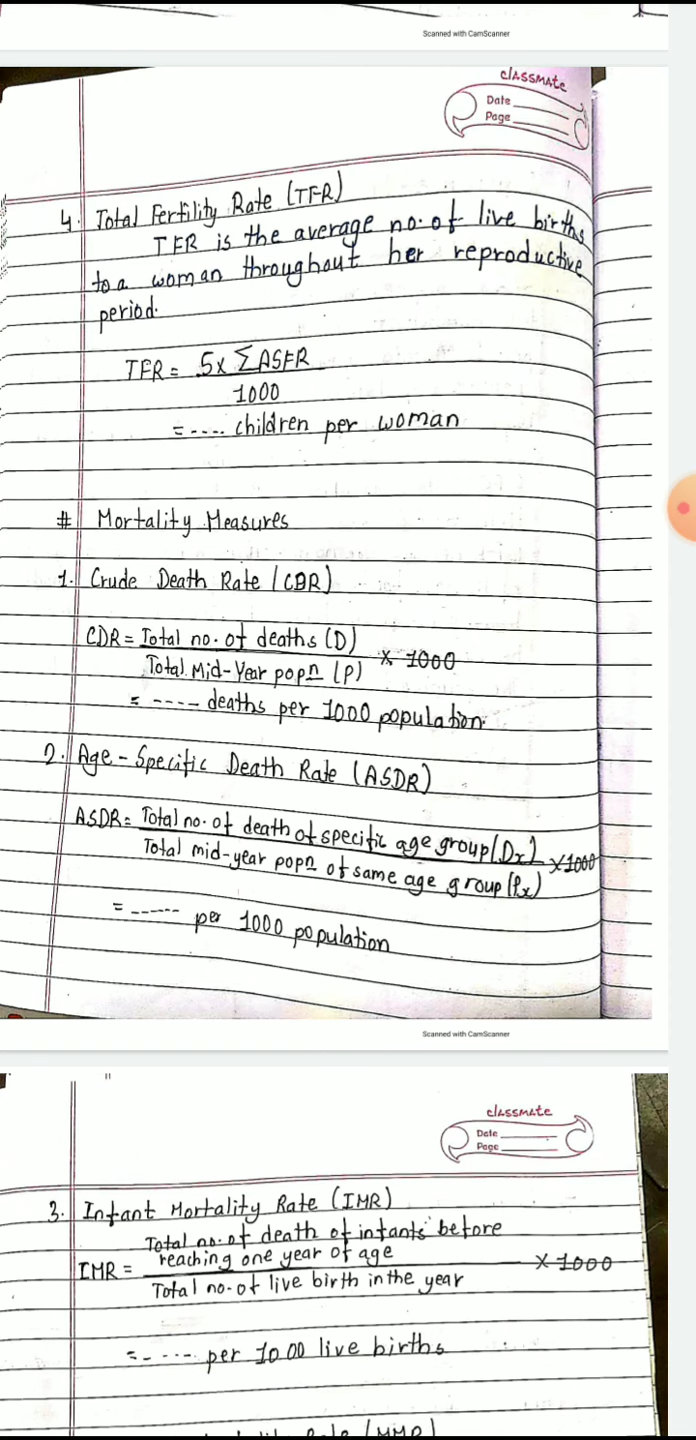 Scanned with CamScanner
classmate
Date
Page
4. Total Fertility Rate (TFR)
TFR is the average no. of live births
to a woman throughout her reproductive
period.
TFR = 5x ΣASFR
1000
= ---- children per woman
# Mortality Measures
1. Crude Death Rate (CDR)
CDR = Total no. of deaths (D)
Total Mid-Year popn (P) × 1000
= ---- deaths per 1000 population.
2. Age-Specific Death Rate (ASDR)
ASDR = Total no. of death of specific age group (Dx) ×1000
Total mid-year popn of same age group (Px)
= ------ per 1000 population
Scanned with CamScanner
classmate
Date
Page
3. Infant Mortality Rate (IMR)
Total no. of death of infants before
reaching one year of age
IMR = × 1000
Total no. of live birth in the year
= ----- per 1000 live births